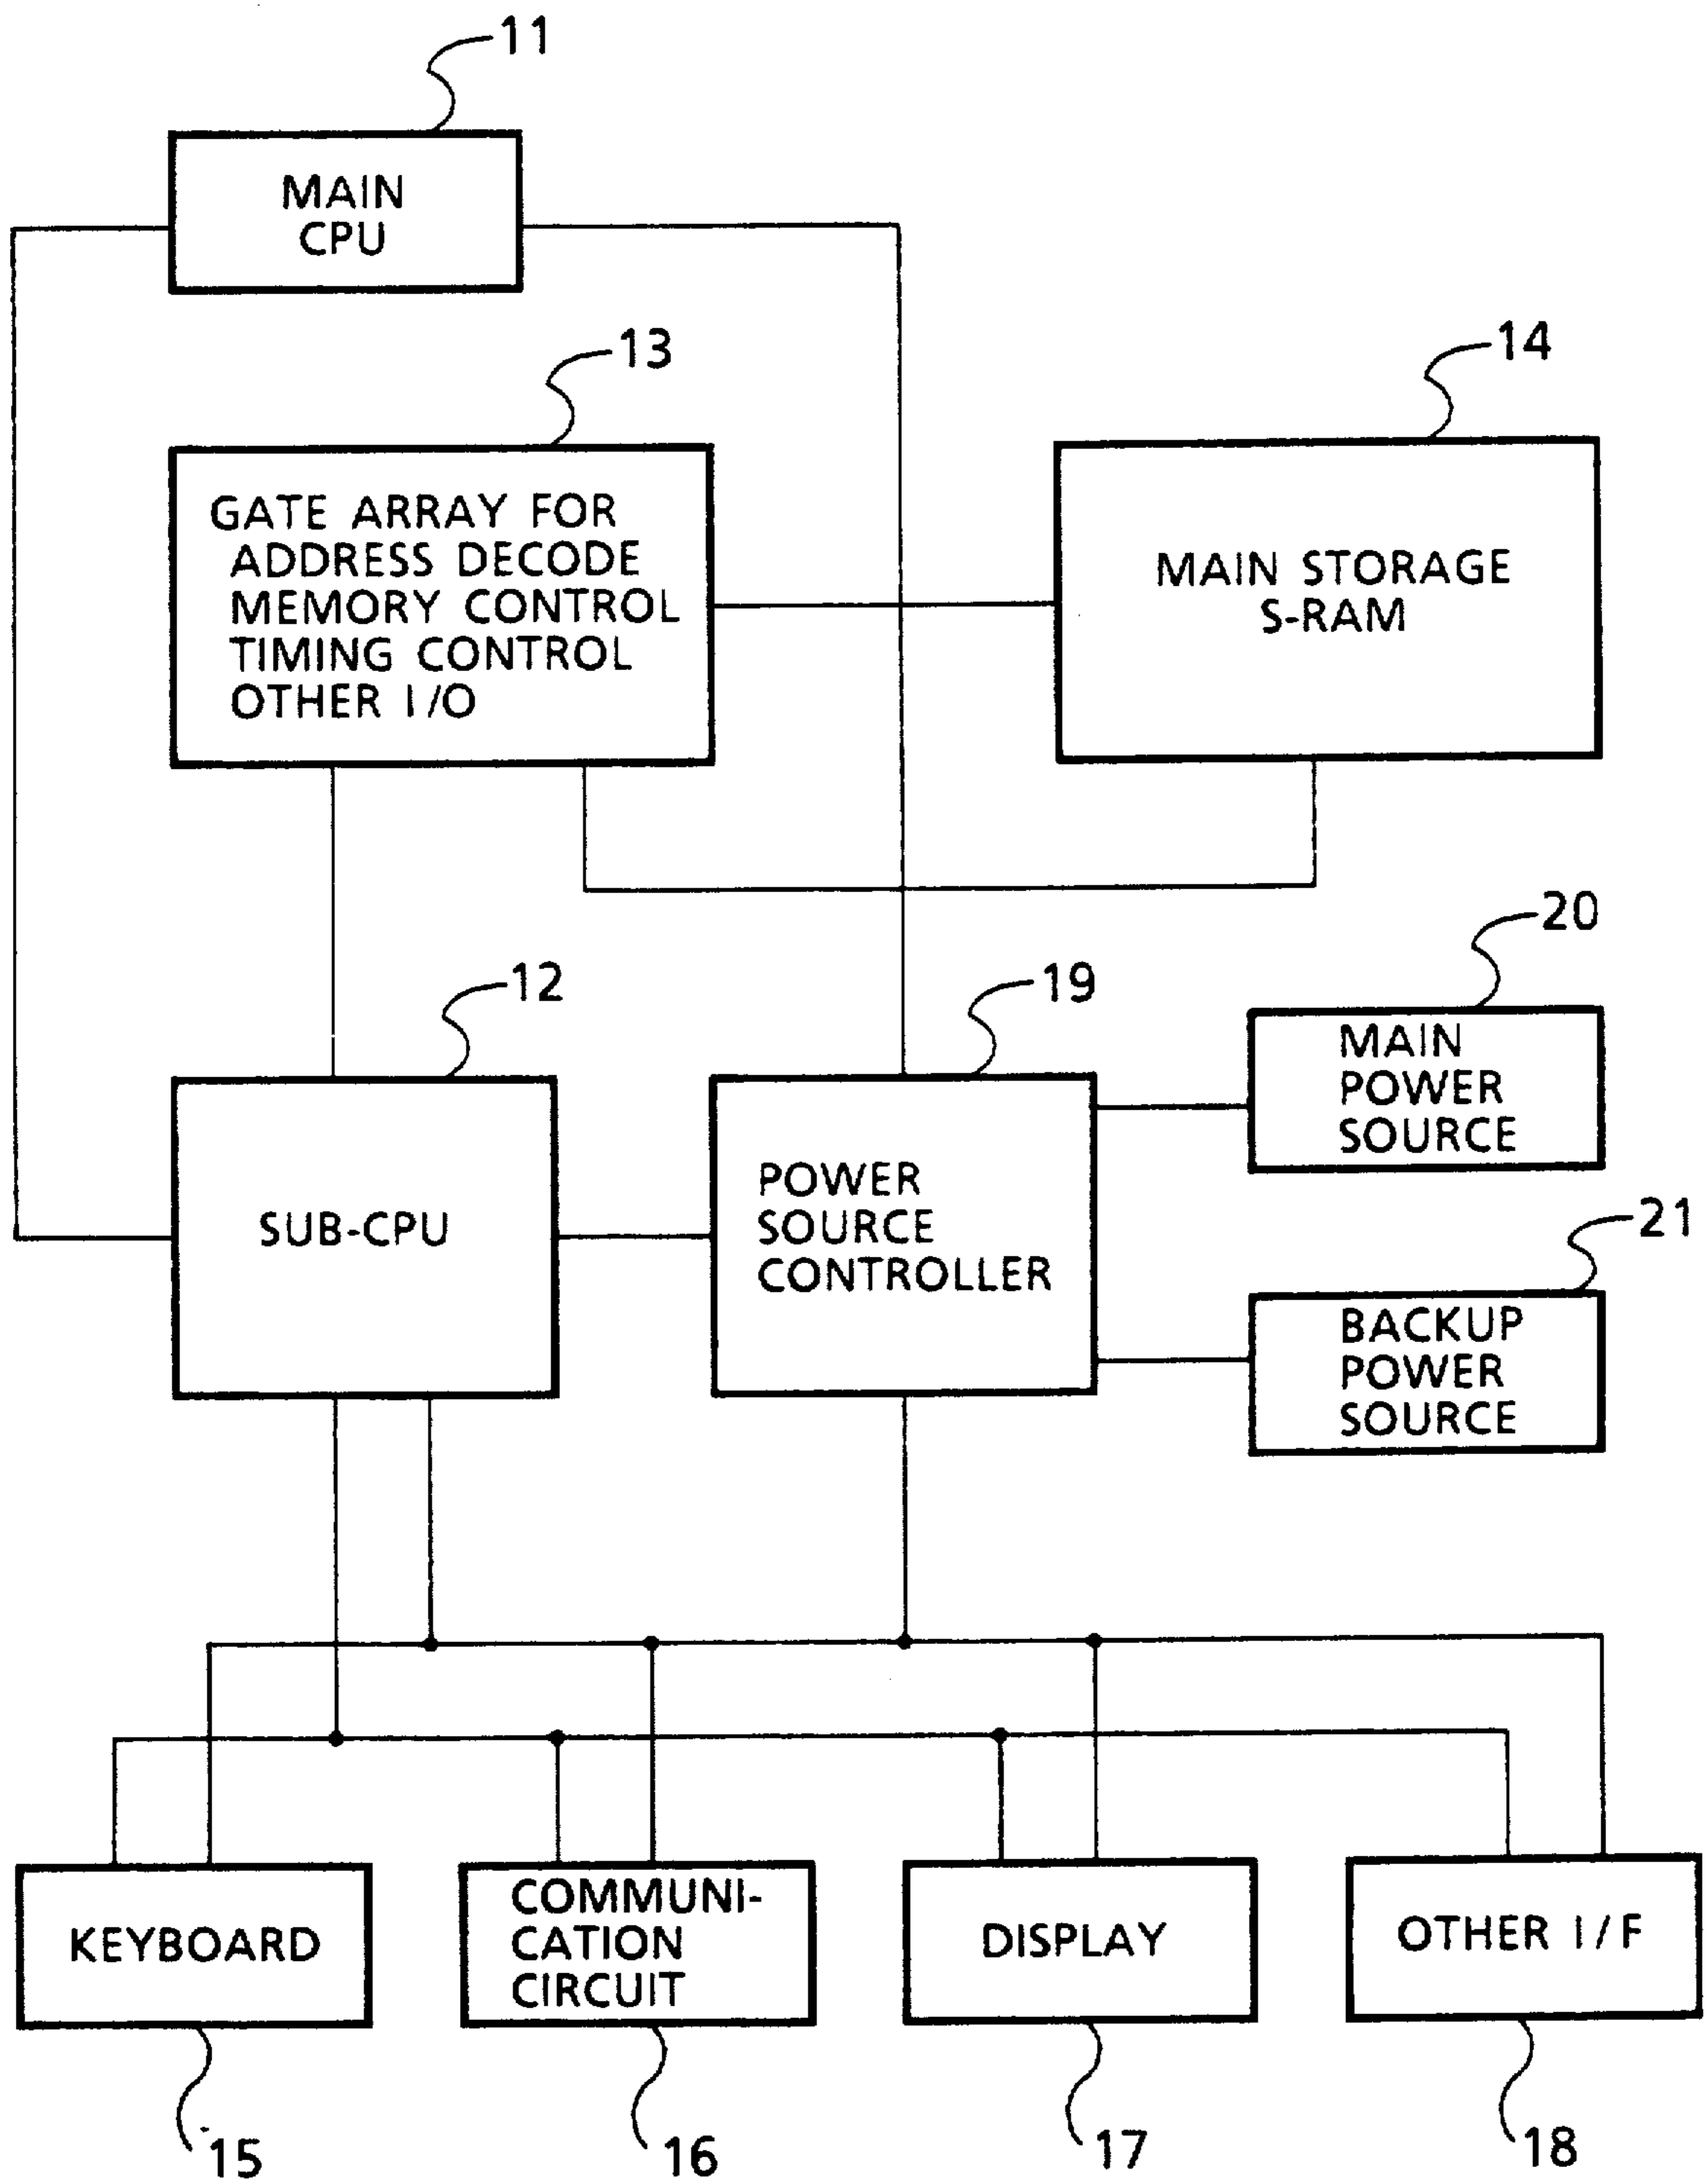 11
MAIN
CPU
13
14
GATE ARRAY FOR
ADDRESS DECODE
MEMORY CONTROL
TIMING CONTROL
OTHER I/O
MAIN STORAGE
S-RAM
12
19
20
MAIN
POWER
SOURCE
SUB-CPU
POWER
SOURCE
CONTROLLER
21
BACKUP
POWER
SOURCE
KEYBOARD
COMMUNI-
CATION
CIRCUIT
DISPLAY
OTHER I/F
15
16
17
18